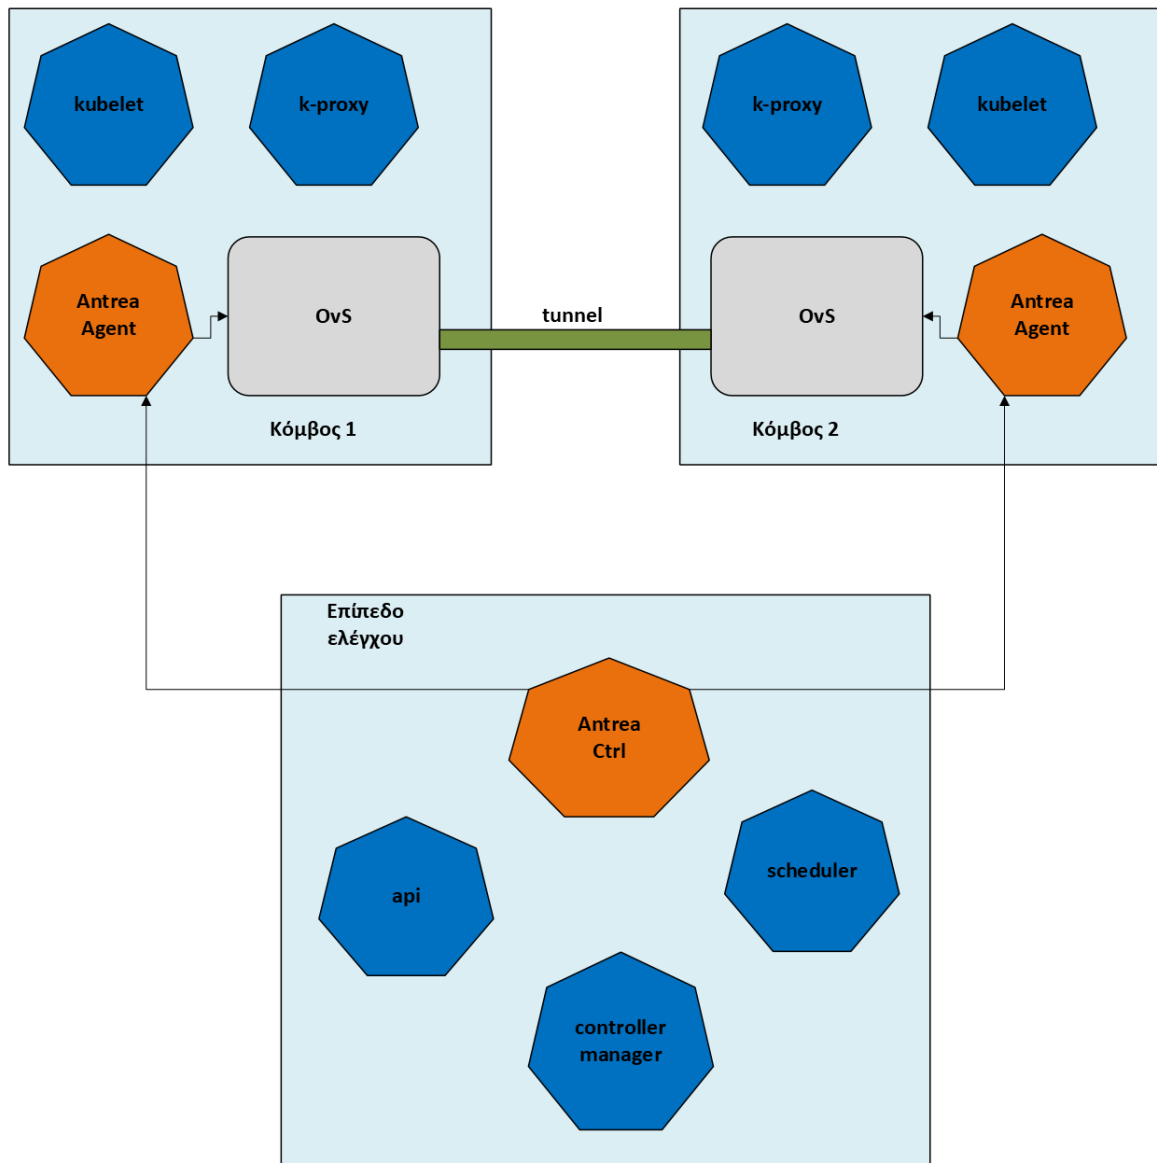 kubelet
k-proxy
k-proxy
kubelet
Antrea
Agent
OvS
tunnel
OvS
Antrea
Agent
Κόμβος 1
Κόμβος 2
Επίπεδο
ελέγχου
Antrea
Ctrl
scheduler
api
controller
manager